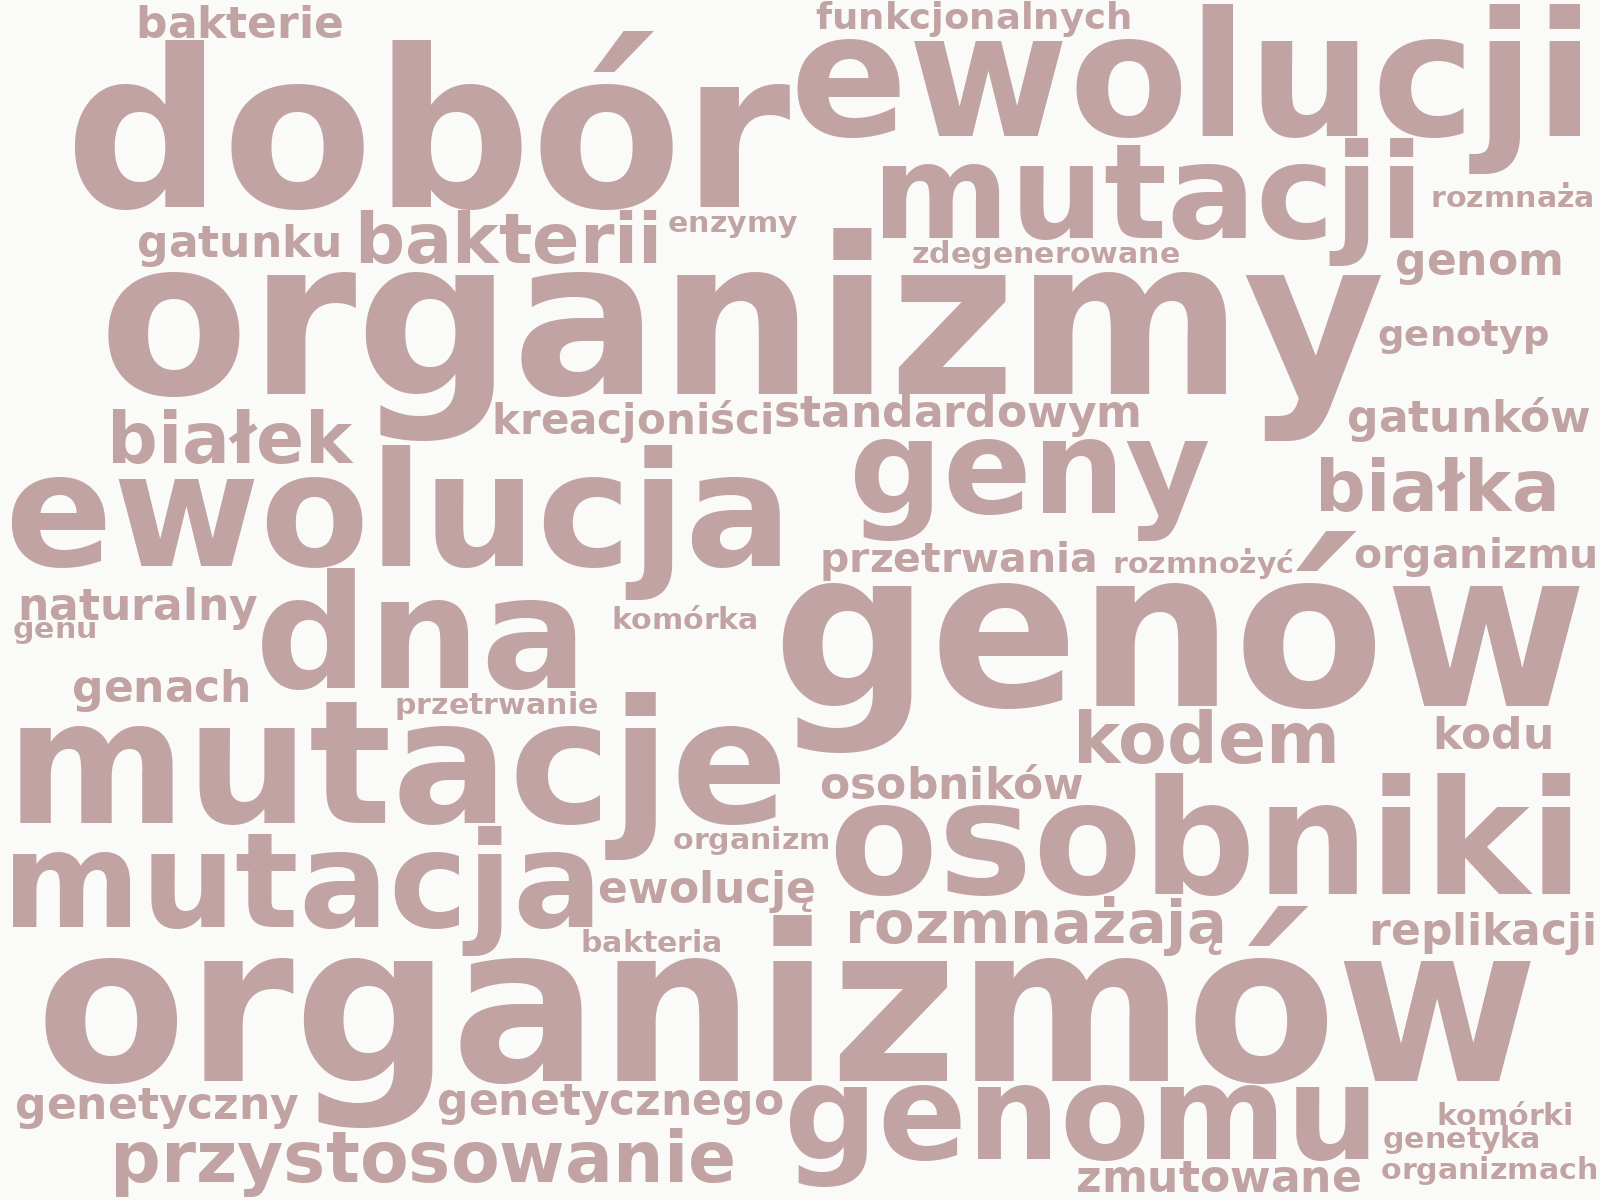 bakterie
funkcjonalnych
dobór
ewolucji
mutacji
rozmnaża
gatunku
bakterii
enzymy
zdegenerowane
genom
organizmy
genotyp
białek
kreacjoniści
standardowym
gatunków
ewolucja
geny
białka
przetrwania
rozmnożyć
organizmu
naturalny
genu
dna
komórka
genów
genach
przetrwanie
mutacje
kodem
kodu
osobników
osobniki
organizm
mutacja
ewolucję
rozmnażają
replikacji
bakteria
organizmów
genetyczny
genetycznego
genomu
komórki
genetyka
przystosowanie
zmutowane
organizmach